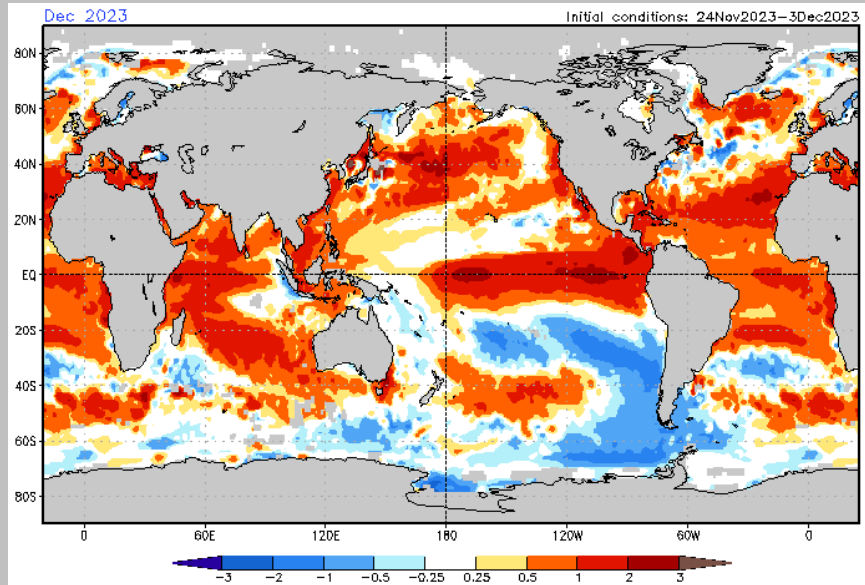 Dec 2023
Initial conditions: 24Nov2023-3Dec2023
80N
60N
40N
20N
EQ
20S
40S
60S
80S
0 60E 120E 180 120W 60W 0
-3 -2 -1 -0.5 -0.25 0.25 0.5 1 2 3